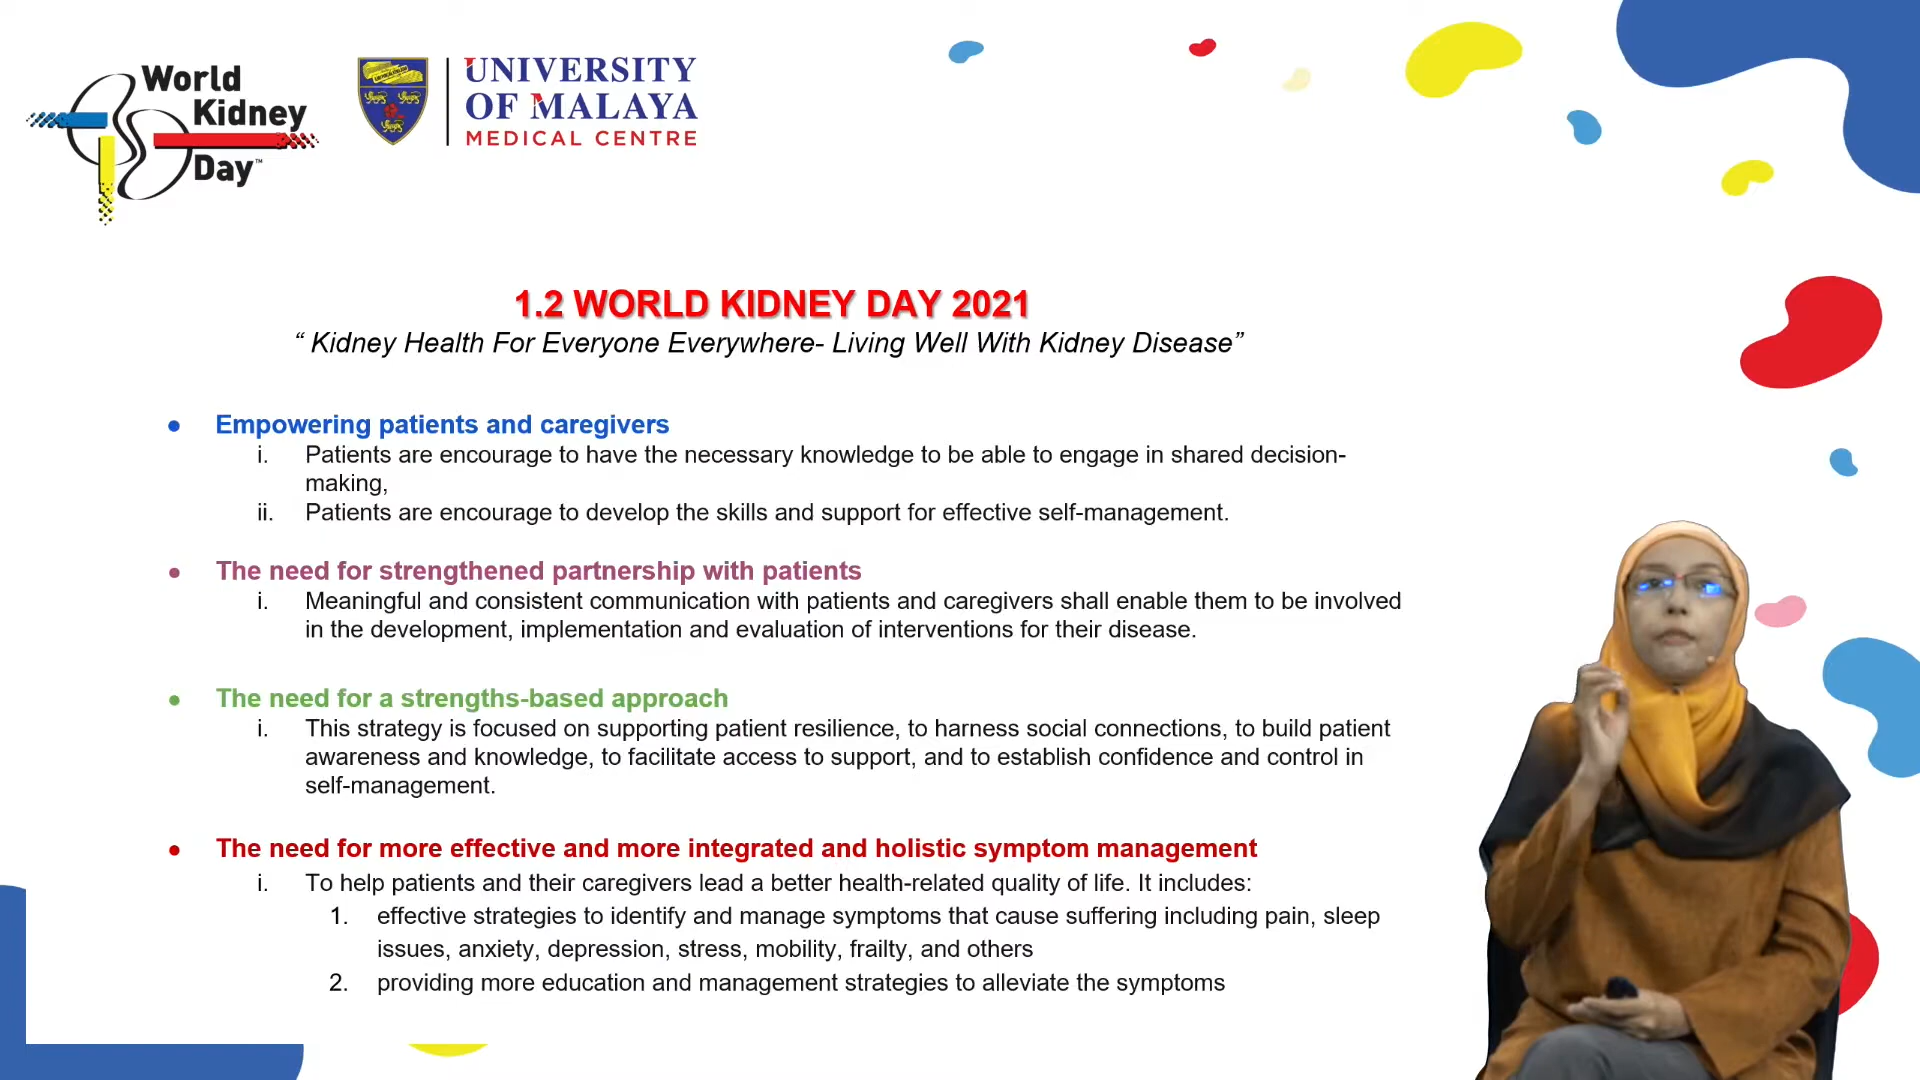 World
Kidney
Day™
UNIVERSITY
OF MALAYA
MEDICAL CENTRE
1.2 WORLD KIDNEY DAY 2021
“ Kidney Health For Everyone Everywhere- Living Well With Kidney Disease”
● Empowering patients and caregivers
i. Patients are encourage to have the necessary knowledge to be able to engage in shared decision-
making,
ii. Patients are encourage to develop the skills and support for effective self-management.
● The need for strengthened partnership with patients
i. Meaningful and consistent communication with patients and caregivers shall enable them to be involved
in the development, implementation and evaluation of interventions for their disease.
● The need for a strengths-based approach
i. This strategy is focused on supporting patient resilience, to harness social connections, to build patient
awareness and knowledge, to facilitate access to support, and to establish confidence and control in
self-management.
● The need for more effective and more integrated and holistic symptom management
i. To help patients and their caregivers lead a better health-related quality of life. It includes:
1. effective strategies to identify and manage symptoms that cause suffering including pain, sleep
issues, anxiety, depression, stress, mobility, frailty, and others
2. providing more education and management strategies to alleviate the symptoms